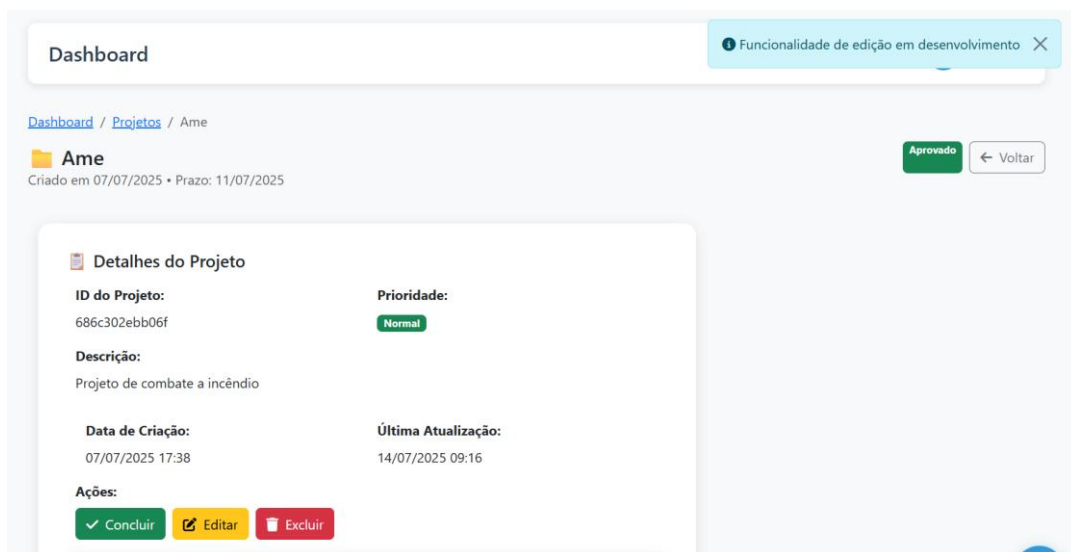 Dashboard
Funcionalidade de edição em desenvolvimento
Dashboard / Projetos / Ame
Ame
Criado em 07/07/2025 • Prazo: 11/07/2025
Aprovado
Voltar
Detalhes do Projeto
ID do Projeto:
686c302ebb06f
Prioridade:
Normal
Descrição:
Projeto de combate a incêndio
Data de Criação:
07/07/2025 17:38
Última Atualização:
14/07/2025 09:16
Ações:
Concluir
Editar
Excluir